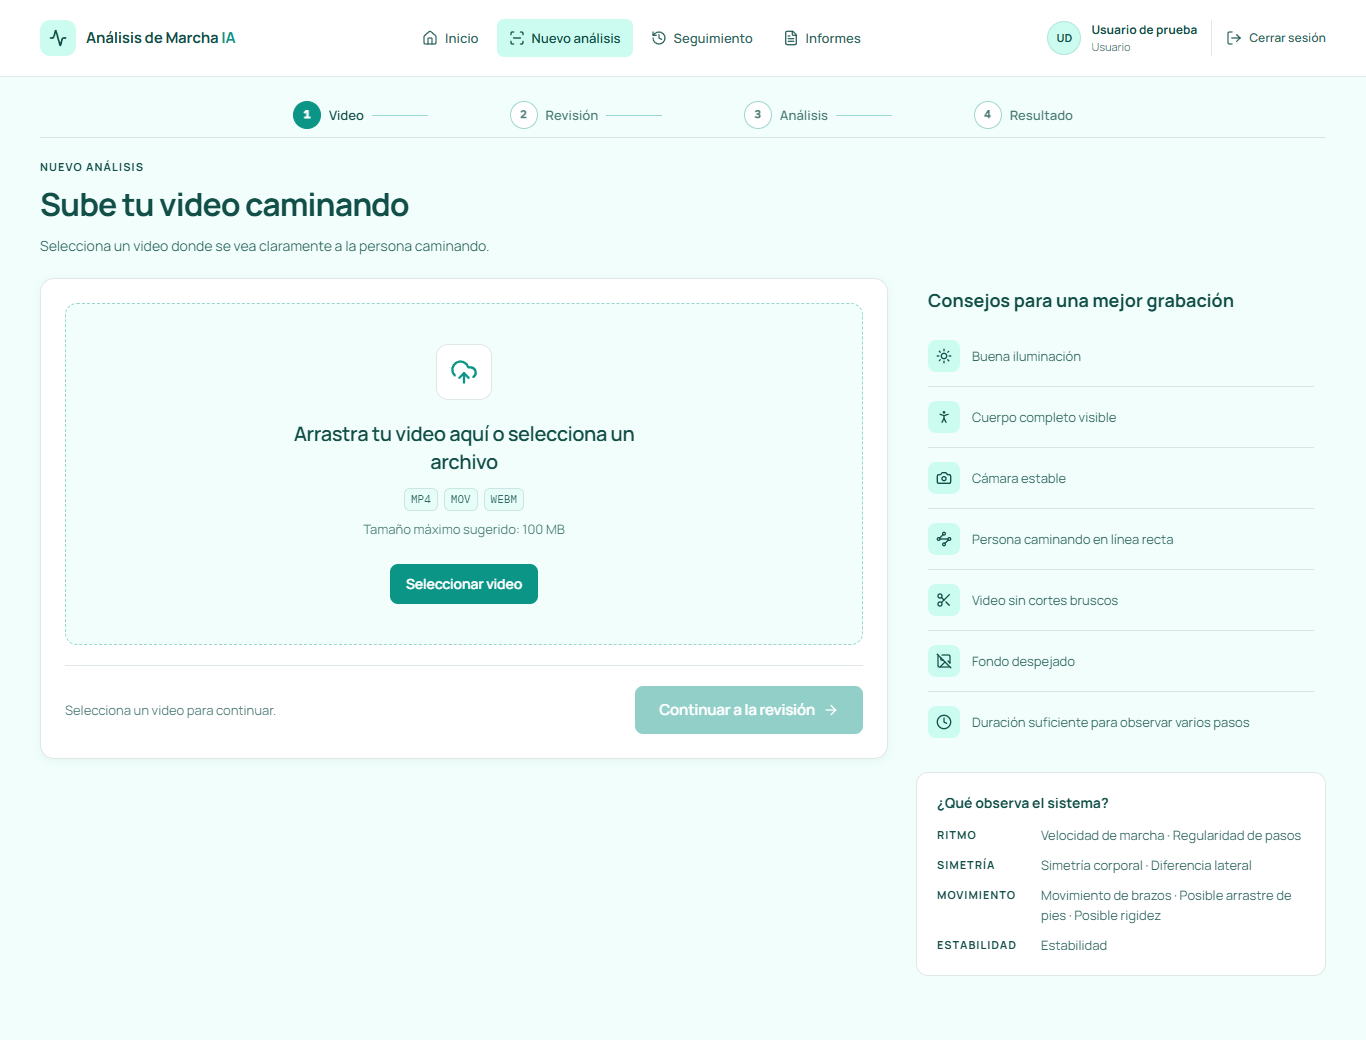 Análisis de Marcha IA
Inicio
Nuevo análisis
Seguimiento
Informes
UD
Usuario de prueba
Usuario
Cerrar sesión
1 Video
2 Revisión
3 Análisis
4 Resultado
NUEVO ANÁLISIS
Sube tu video caminando
Selecciona un video donde se vea claramente a la persona caminando.
Arrastra tu video aquí o selecciona un
archivo
MP4 MOV WEBM
Tamaño máximo sugerido: 100 MB
Seleccionar video
Selecciona un video para continuar.
Continuar a la revisión
Consejos para una mejor grabación
Buena iluminación
Cuerpo completo visible
Cámara estable
Persona caminando en línea recta
Video sin cortes bruscos
Fondo despejado
Duración suficiente para observar varios pasos
¿Qué observa el sistema?
RITMO Velocidad de marcha · Regularidad de pasos
SIMETRÍA Simetría corporal · Diferencia lateral
MOVIMIENTO Movimiento de brazos · Posible arrastre de
pies · Posible rigidez
ESTABILIDAD Estabilidad